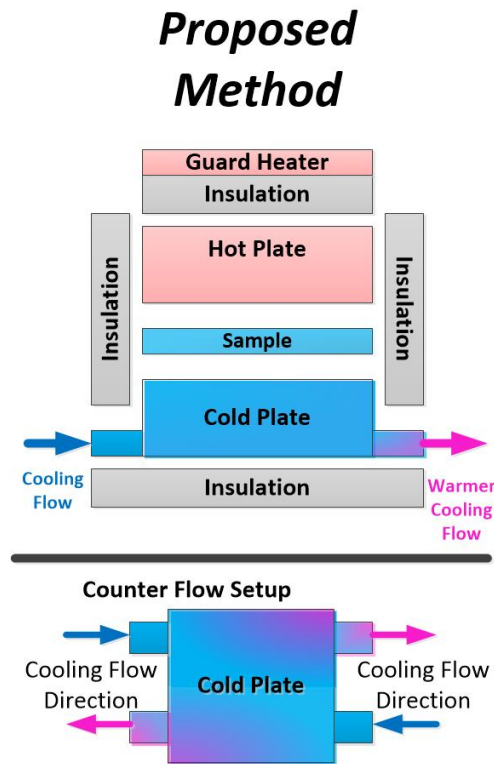 Proposed
Method
Guard Heater
Insulation
Hot Plate
Insulation
Insulation
Sample
Cold Plate
Cooling
Flow
Insulation
Warmer
Cooling
Flow
Counter Flow Setup
Cooling Flow
Direction
Cold Plate
Cooling Flow
Direction